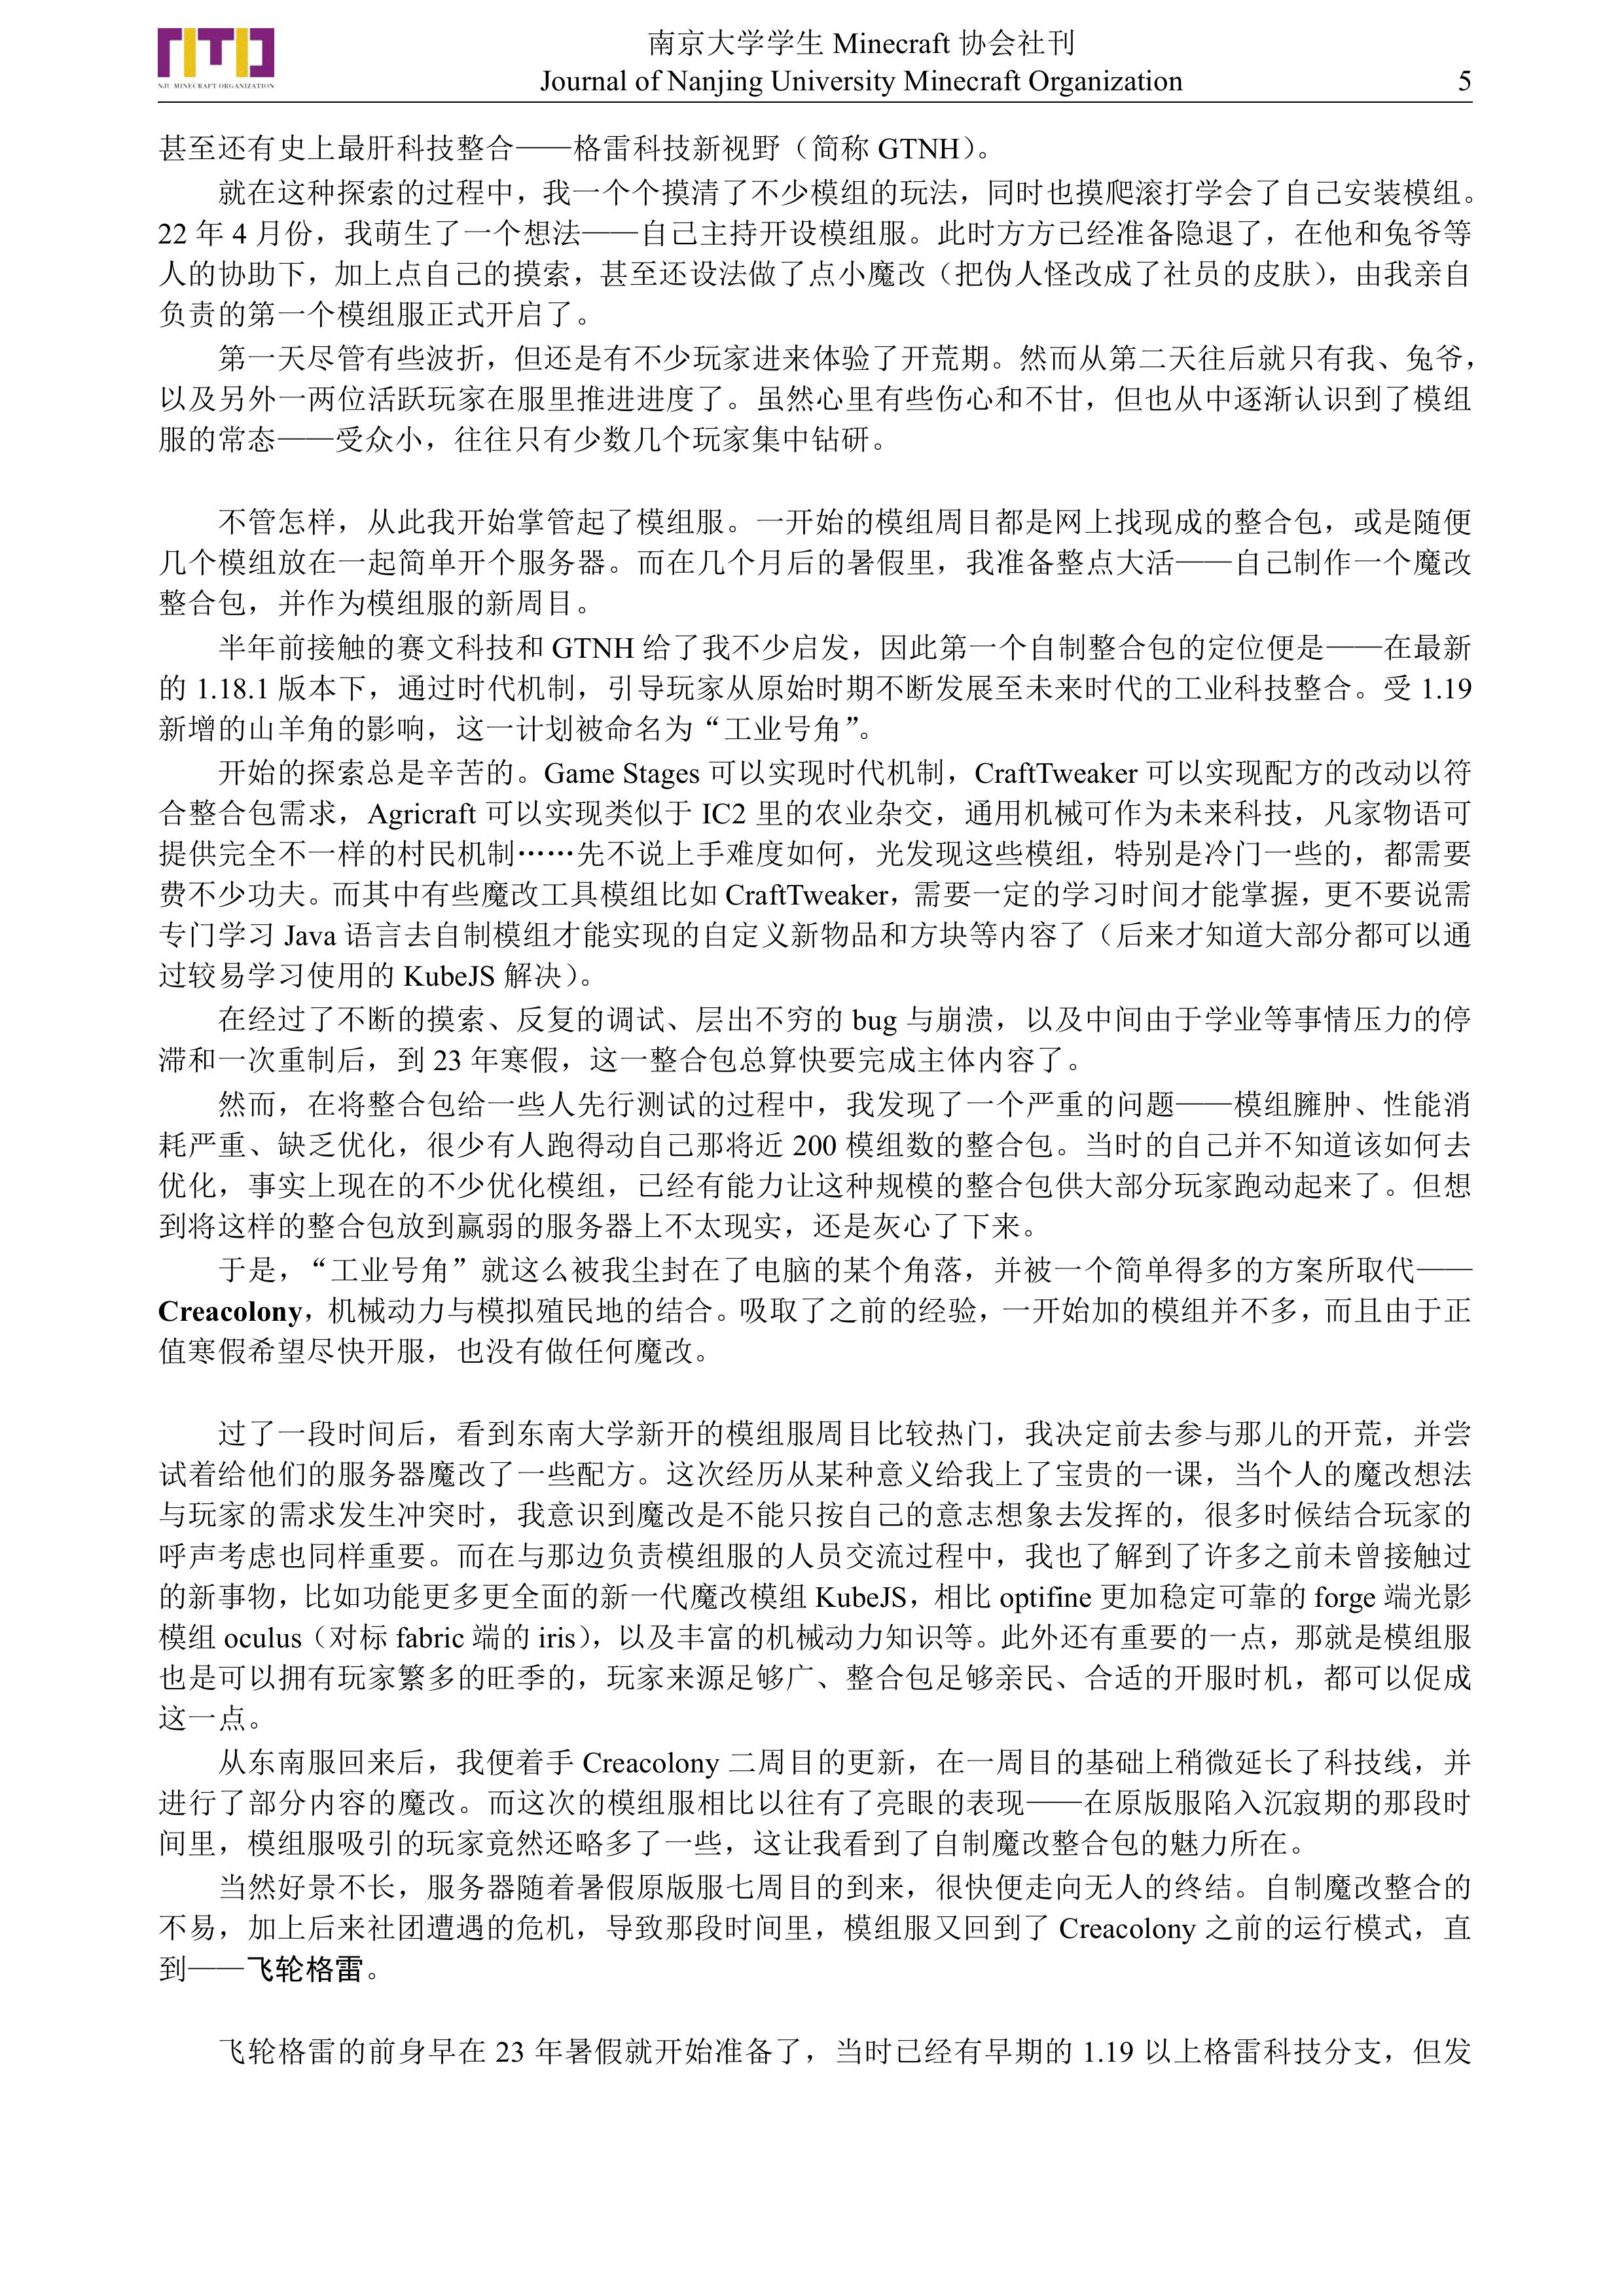 NJU MINECRAFT ORGANIZATION
南京大学学生 Minecraft 协会社刊
Journal of Nanjing University Minecraft Organization
5
甚至还有史上最肝科技整合——格雷科技新视野（简称 GTNH）。
就在这种探索的过程中，我一个个摸清了不少模组的玩法，同时也摸爬滚打学会了自己安装模组。
22 年 4 月份，我萌生了一个想法——自己主持开设模组服。此时方方已经准备隐退了，在他和兔爷等
人的协助下，加上点自己的摸索，甚至还设法做了点小魔改（把伪人怪改成了社员的皮肤），由我亲自
负责的第一个模组服正式开启了。
第一天尽管有些波折，但还是有不少玩家进来体验了开荒期。然而从第二天往后就只有我、兔爷，
以及另外一两位活跃玩家在服里推进进度了。虽然心里有些伤心和不甘，但也从中逐渐认识到了模组
服的常态——受众小，往往只有少数几个玩家集中钻研。
不管怎样，从此我开始掌管起了模组服。一开始的模组周目都是网上找现成的整合包，或是随便
几个模组放在一起简单开个服务器。而在几个月后的暑假里，我准备整点大活——自己制作一个魔改
整合包，并作为模组服的新周目。
半年前接触的赛文科技和 GTNH 给了我不少启发，因此第一个自制整合包的定位便是——在最新
的 1.18.1 版本下，通过时代机制，引导玩家从原始时期不断发展至未来时代的工业科技整合。受 1.19
新增的山羊角的影响，这一计划被命名为“工业号角”。
开始的探索总是辛苦的。Game Stages 可以实现时代机制，CraftTweaker 可以实现配方的改动以符
合整合包需求，Agricraft 可以实现类似于 IC2 里的农业杂交，通用机械可作为未来科技，凡家物语可
提供完全不一样的村民机制……先不说上手难度如何，光发现这些模组，特别是冷门一些的，都需要
费不少功夫。而其中有些魔改工具模组比如 CraftTweaker，需要一定的学习时间才能掌握，更不要说需
专门学习 Java 语言去自制模组才能实现的自定义新物品和方块等内容了（后来才知道大部分都可以通
过较易学习使用的 KubeJS 解决）。
在经过了不断的摸索、反复的调试、层出不穷的 bug 与崩溃，以及中间由于学业等事情压力的停
滞和一次重制后，到 23 年寒假，这一整合包总算快要完成主体内容了。
然而，在将整合包给一些人先行测试的过程中，我发现了一个严重的问题——模组臃肿、性能消
耗严重、缺乏优化，很少有人跑得动自己那将近 200 模组数的整合包。当时的自己并不知道该如何去
优化，事实上现在的不少优化模组，已经有能力让这种规模的整合包供大部分玩家跑动起来了。但想
到将这样的整合包放到羸弱的服务器上不太现实，还是灰心了下来。
于是，“工业号角”就这么被我尘封在了电脑的某个角落，并被一个简单得多的方案所取代——
Creacolony，机械动力与模拟殖民地的结合。吸取了之前的经验，一开始加的模组并不多，而且由于正
值寒假希望尽快开服，也没有做任何魔改。
过了一段时间后，看到东南大学新开的模组服周目比较热门，我决定前去参与那儿的开荒，并尝
试着给他们的服务器魔改了一些配方。这次经历从某种意义给我上了宝贵的一课，当个人的魔改想法
与玩家的需求发生冲突时，我意识到魔改是不能只按自己的意志想象去发挥的，很多时候结合玩家的
呼声考虑也同样重要。而在与那边负责模组服的人员交流过程中，我也了解到了许多之前未曾接触过
的新事物，比如功能更多更全面的新一代魔改模组 KubeJS，相比 optifine 更加稳定可靠的 forge 端光影
模组 oculus（对标 fabric 端的 iris），以及丰富的机械动力知识等。此外还有重要的一点，那就是模组服
也是可以拥有玩家繁多的旺季的，玩家来源足够广、整合包足够亲民、合适的开服时机，都可以促成
这一点。
从东南服回来后，我便着手 Creacolony 二周目的更新，在一周目的基础上稍微延长了科技线，并
进行了部分内容的魔改。而这次的模组服相比以往有了亮眼的表现——在原版服陷入沉寂期的那段时
间里，模组服吸引的玩家竟然还略多了一些，这让我看到了自制魔改整合包的魅力所在。
当然好景不长，服务器随着暑假原版服七周目的到来，很快便走向无人的终结。自制魔改整合的
不易，加上后来社团遭遇的危机，导致那段时间里，模组服又回到了 Creacolony 之前的运行模式，直
到——飞轮格雷。
飞轮格雷的前身早在 23 年暑假就开始准备了，当时已经有早期的 1.19 以上格雷科技分支，但发